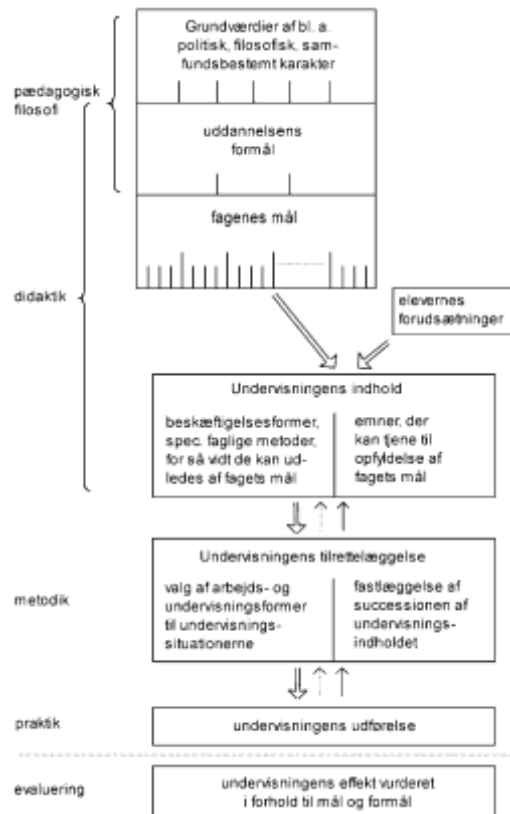 Grundværdier af bl. a.
politisk, filosofisk, sam-
fundsbestemt karakter
pædagogisk
filosofi
uddannelsens
formål
fagenes mål
didaktik
elevernes
forudsætninger
Undervisningens indhold
beskæftigelsesformer,
spec. faglige metoder,
for så vidt de kan ud-
ledes af fagets mål
emner, der
kan tjene til
opfyldelse af
fagets mål
Undervisningens tilrettelæggelse
metodik
valg af arbejds- og
undervisningsformer
til undervisnings-
situationerne
fastlæggelse af
successionen af
undervisnings-
indholdet
praktik
undervisningens udførelse
evaluering
undervisningens effekt vurderet
i forhold til mål og formål